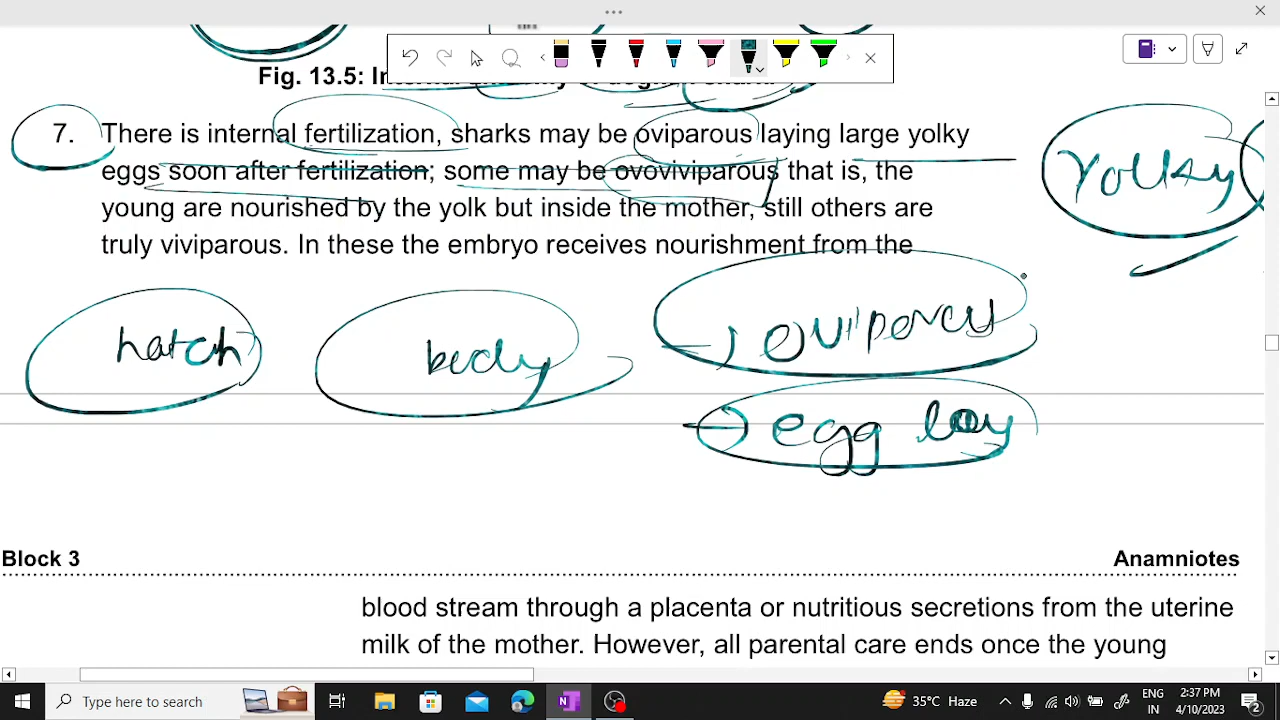 Fig. 13.5:
7. There is internal fertilization, sharks may be oviparous laying large yolky
eggs soon after fertilization; some may be ovoviviparous that is, the
young are nourished by the yolk but inside the mother, still others are
truly viviparous. In these the embryo receives nourishment from the
Yolky
hatch
body
oviparous
egg lay
Block 3
Anamniotes
blood stream through a placenta or nutritious secretions from the uterine
milk of the mother. However, all parental care ends once the young
Type here to search
35°C Haze
ENG
IN
2:37 PM
4/10/2023
2